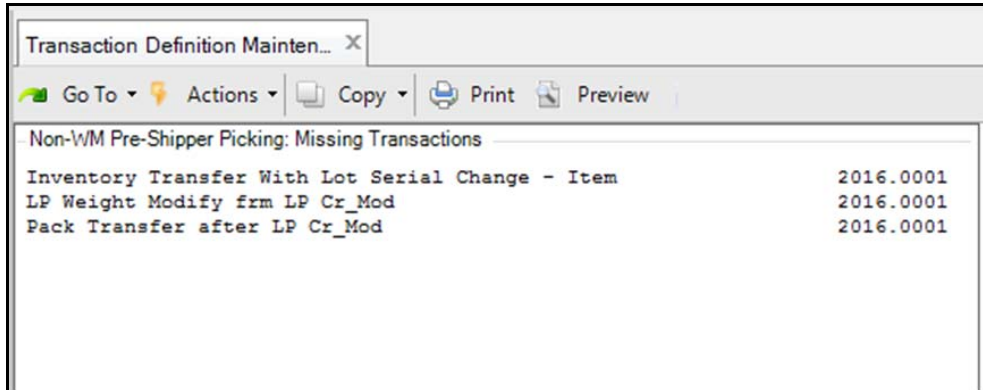 Transaction Definition Mainten...
Go To Actions Copy Print Preview
Non-WM Pre-Shipper Picking: Missing Transactions
Inventory Transfer With Lot Serial Change - Item 2016.0001
LP Weight Modify frm LP Cr_Mod 2016.0001
Pack Transfer after LP Cr_Mod 2016.0001